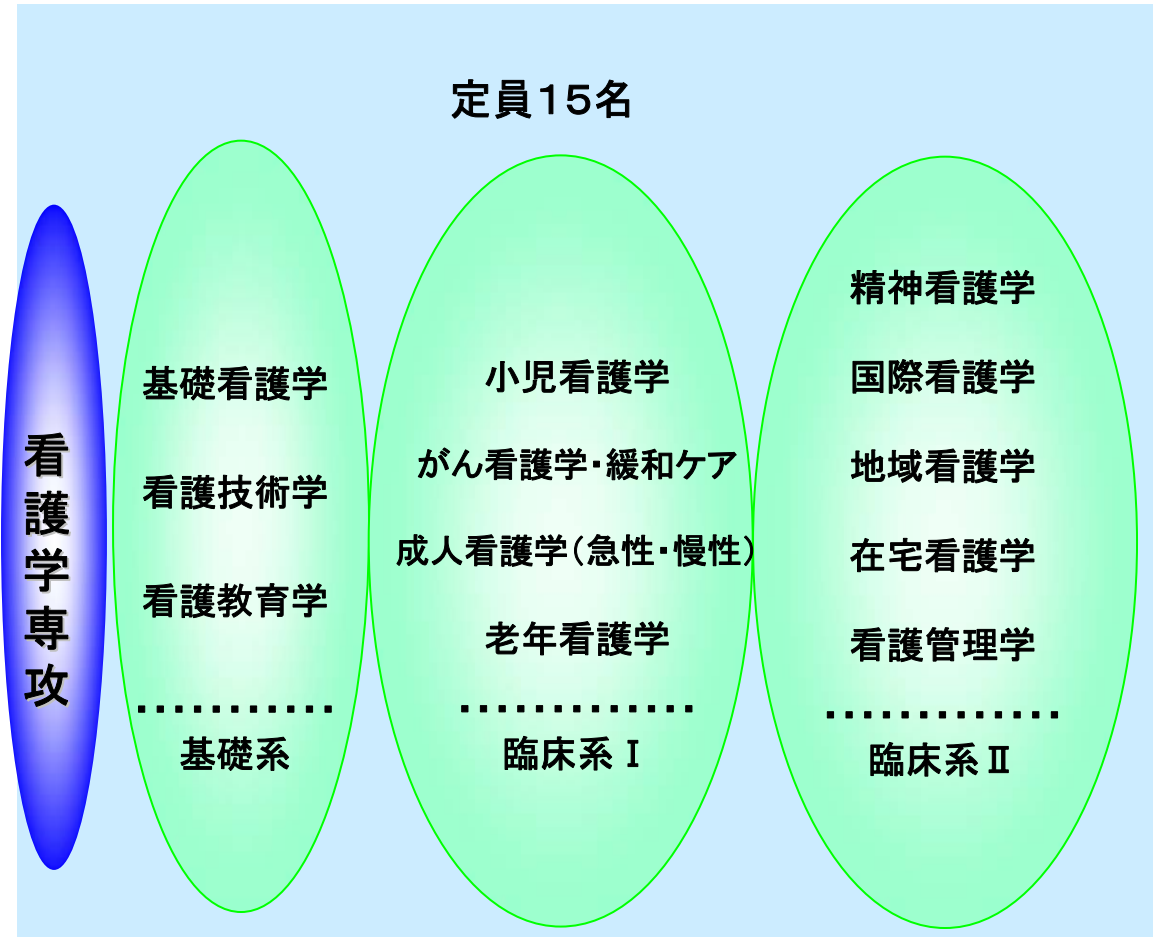 定員１５名
看護学専攻
基礎看護学
看護技術学
看護教育学
基礎系
小児看護学
がん看護学・緩和ケア
成人看護学（急性・慢性）
老年看護学
臨床系Ⅰ
精神看護学
国際看護学
地域看護学
在宅看護学
看護管理学
臨床系Ⅱ